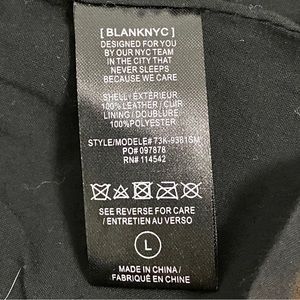 [ BLANKNYC ]
DESIGNED FOR YOU
BY OUR NYC TEAM
IN THE CITY THAT
NEVER SLEEPS
BECAUSE WE CARE
SHELL / EXTÉRIEUR
100% LEATHER / CUIR
LINING / DOUBLURE
100% POLYESTER
STYLE/MODELE# 73K-9381SM
PO# 097878
RN# 114542
SEE REVERSE FOR CARE
/ ENTRETIEN AU VERSO
L
MADE IN CHINA /
FABRIQUÉ EN CHINE